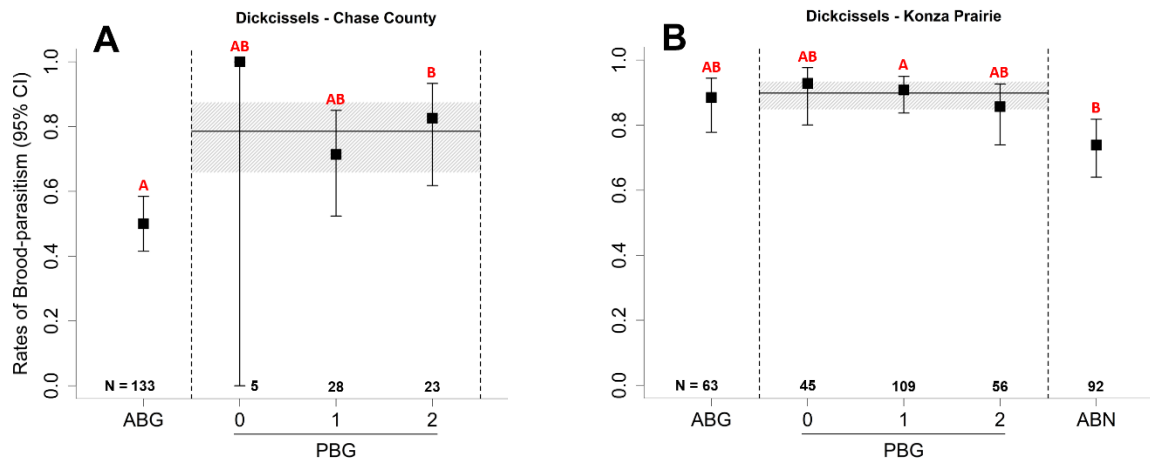 Dickcissels - Chase County
A
Rates of Brood-parasitism (95% CI)
1.0
0.8
0.6
0.4
0.2
0.0
A
AB
AB
B
N = 133
5
28
23
ABG
0
1
2
PBG
Dickcissels - Konza Prairie
B
1.0
0.8
0.6
0.4
0.2
0.0
AB
AB
A
AB
B
N = 63
45
109
56
92
ABG
0
1
2
ABN
PBG